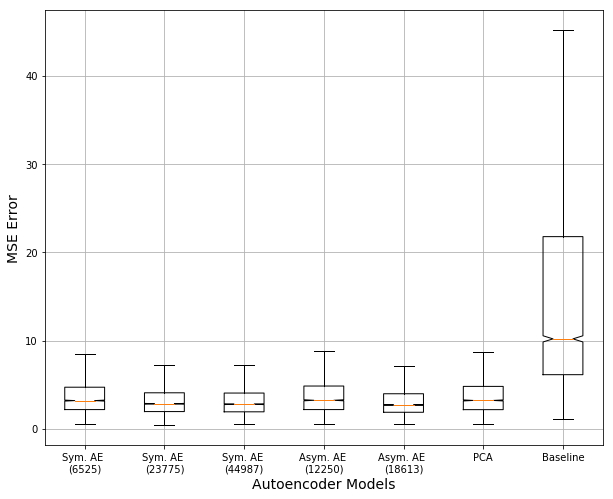 40
30
20
10
0
MSE Error
Sym. AE Sym. AE Sym. AE Asym. AE Asym. AE PCA Baseline
(6525) (23775) (44987) (12250) (18613)
Autoencoder Models